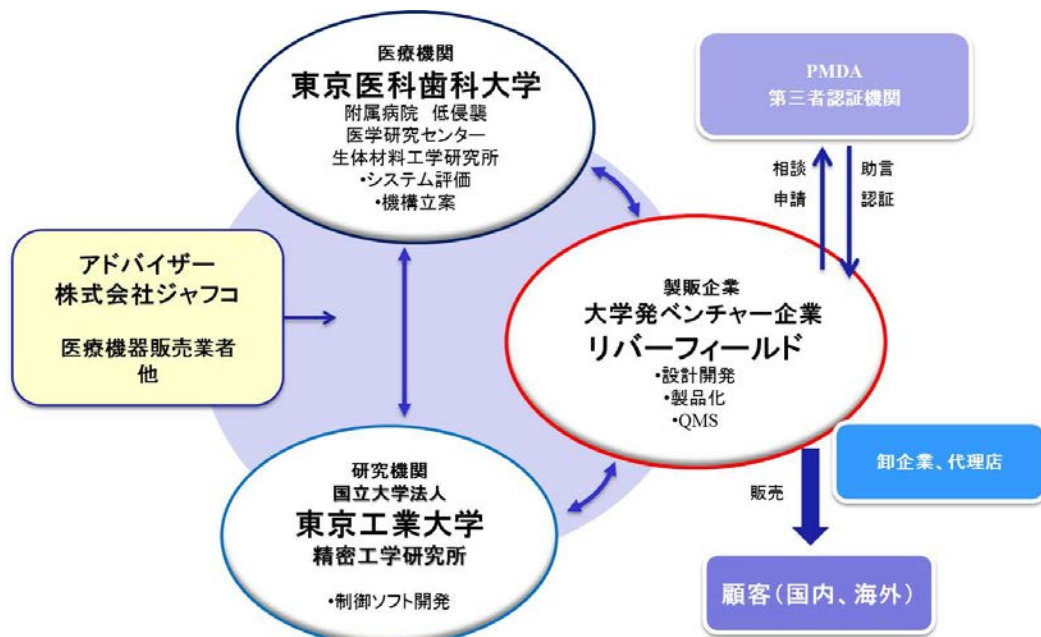 医療機関
東京医科歯科大学
附属病院 低侵襲
医学研究センター
生体材料工学研究所
•システム評価
•機構立案
PMDA
第三者認証機関
相談 助言
申請 認証
アドバイザー
株式会社ジャフコ
医療機器販売業者
他
製販企業
大学発ベンチャー企業
リバーフィールド
•設計開発
•製品化
•QMS
研究機関
国立大学法人
東京工業大学
精密工学研究所
•制御ソフト開発
卸企業、代理店
販売
顧客(国内、海外)